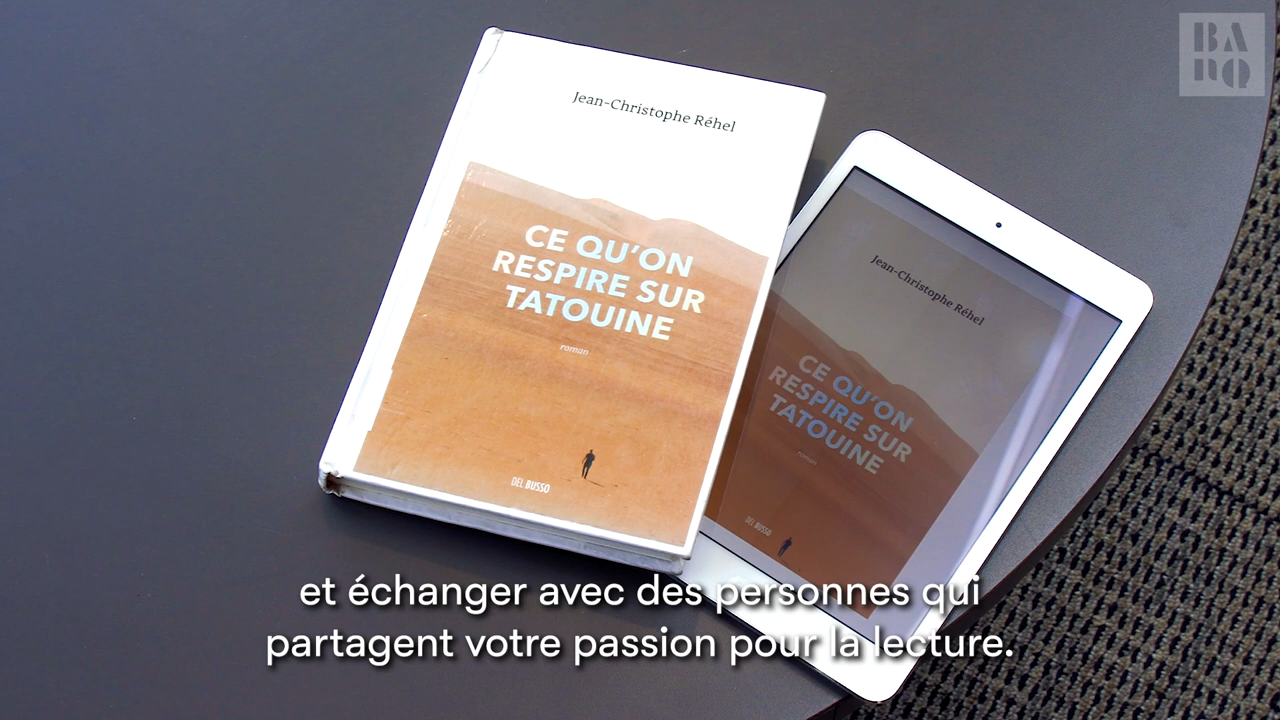 BA
NQ
Jean-Christophe Réhel
CE QU'ON
RESPIRE SUR
TATOUINE
roman
DEL BUSSO
Jean-Christophe Réhel
CE QU'ON
RESPIRE SUR
TATOUINE
roman
DEL BUSSO
et échanger avec des personnes qui
partagent votre passion pour la lecture.